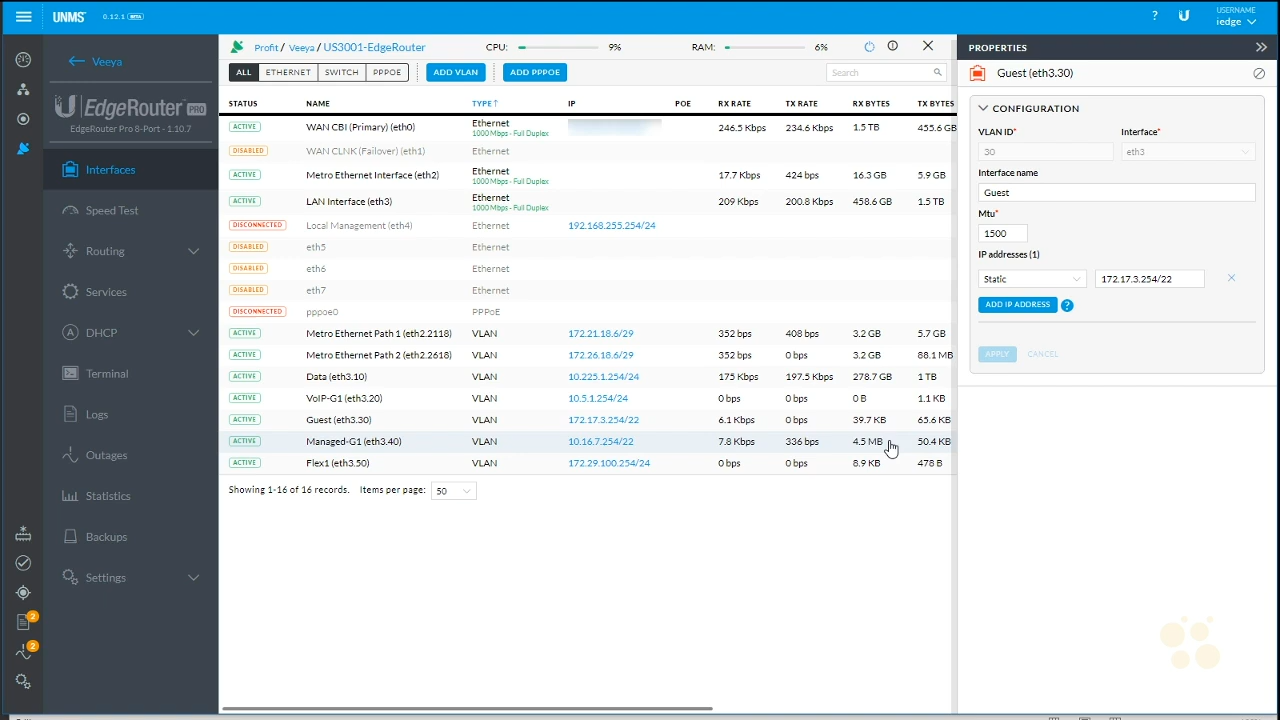 UNMS 0.12.1 BETA
? USERNAME
iedge
Veeya
EdgeRouter PRO
EdgeRouter Pro 8-Port - 1.10.7
Interfaces
Speed Test
Routing
Services
DHCP
Terminal
Logs
Outages
Statistics
Backups
Settings
2
2
Profit / Veeya / US3001-EdgeRouter CPU: 9% RAM: 6%
ALL ETHERNET SWITCH PPPOE ADD VLAN ADD PPPOE Search
STATUS NAME TYPE↑ IP POE RX RATE TX RATE RX BYTES TX BYTES
ACTIVE WAN CBI (Primary) (eth0) Ethernet 246.5 Kbps 234.6 Kbps 1.5 TB 455.6 GB
1000 Mbps - Full Duplex
DISABLED WAN CLNK (Failover) (eth1) Ethernet
ACTIVE Metro Ethernet Interface (eth2) Ethernet 17.7 Kbps 424 bps 16.3 GB 5.9 GB
1000 Mbps - Full Duplex
ACTIVE LAN Interface (eth3) Ethernet 209 Kbps 200.8 Kbps 458.6 GB 1.5 TB
1000 Mbps - Full Duplex
DISCONNECTED Local Management (eth4) Ethernet 192.168.255.254/24
DISABLED eth5 Ethernet
DISABLED eth6 Ethernet
DISABLED eth7 Ethernet
DISCONNECTED pppoe0 PPPoE
ACTIVE Metro Ethernet Path 1 (eth2.2118) VLAN 172.21.18.6/29 352 bps 408 bps 3.2 GB 5.7 GB
ACTIVE Metro Ethernet Path 2 (eth2.2618) VLAN 172.26.18.6/29 352 bps 0 bps 3.2 GB 88.1 MB
ACTIVE Data (eth3.10) VLAN 10.225.1.254/24 175 Kbps 197.5 Kbps 278.7 GB 1 TB
ACTIVE VoIP-G1 (eth3.20) VLAN 10.5.1.254/24 0 bps 0 bps 0 B 1.1 KB
ACTIVE Guest (eth3.30) VLAN 172.17.3.254/22 6.1 Kbps 0 bps 39.7 KB 65.6 KB
ACTIVE Managed-G1 (eth3.40) VLAN 10.16.7.254/22 7.8 Kbps 336 bps 4.5 MB 50.4 KB
ACTIVE Flex1 (eth3.50) VLAN 172.29.100.254/24 0 bps 0 bps 8.9 KB 478 B
Showing 1-16 of 16 records. Items per page: 50
PROPERTIES
Guest (eth3.30)
CONFIGURATION
VLAN ID* Interface*
30 eth3
Interface name
Guest
Mtu*
1500
IP addresses (1)
Static 172.17.3.254/22
ADD IP ADDRESS ?
APPLY CANCEL